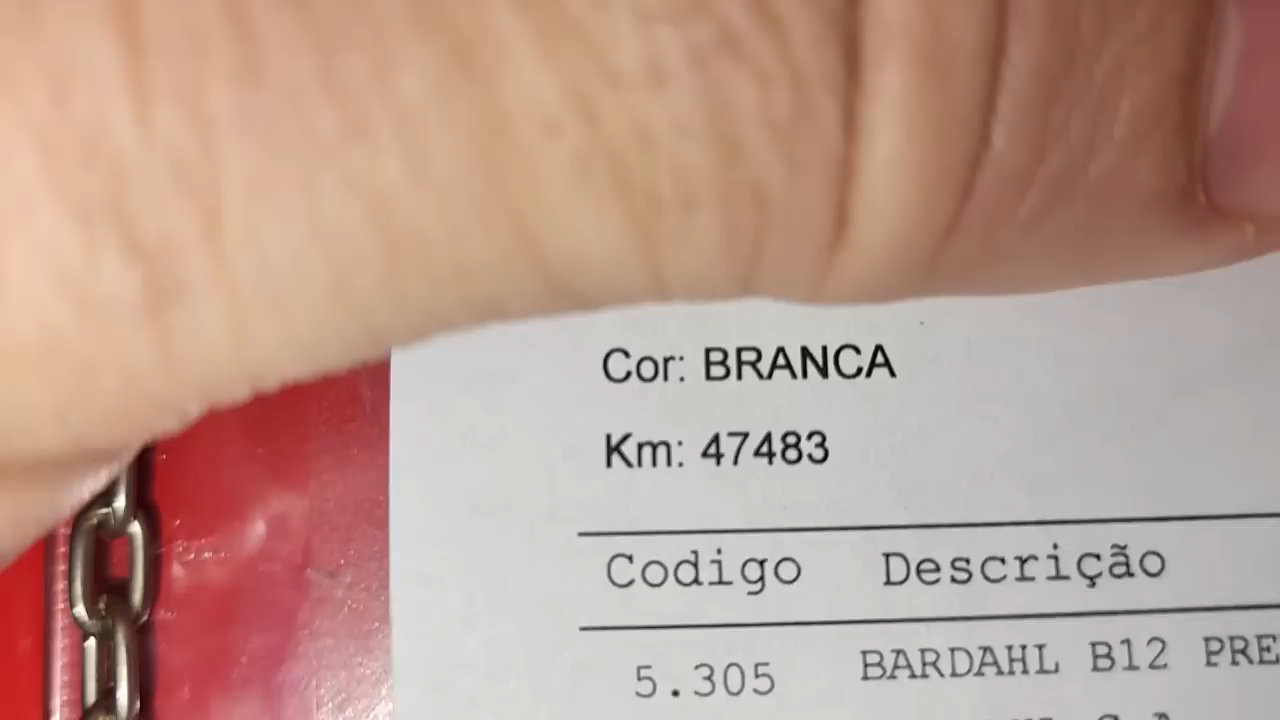 Cor: BRANCA
Km: 47483
Codigo Descrição
5.305 BARDAHL B12 PRE